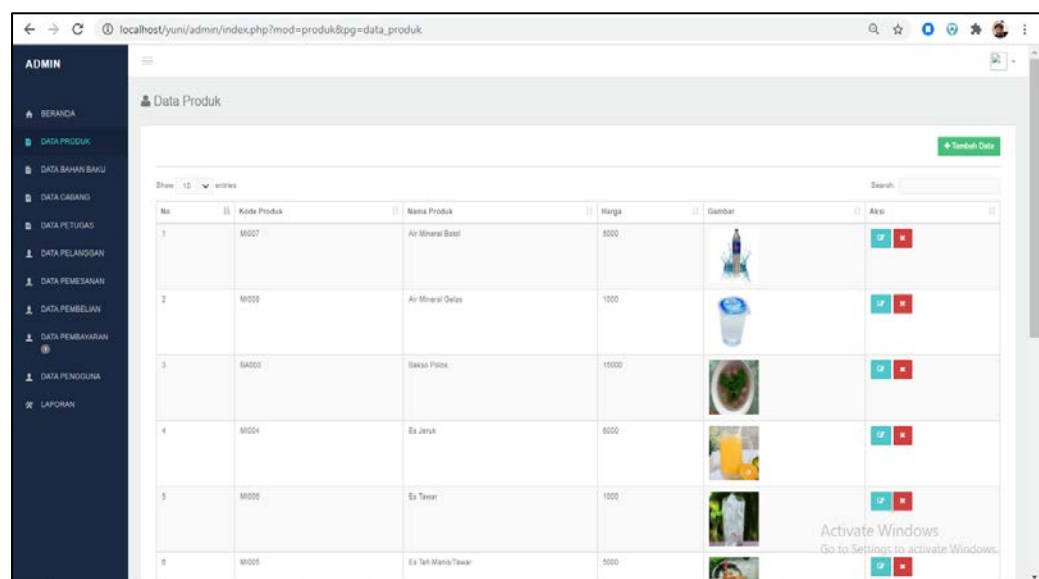 localhost/yuni/admin/index.php?mod=produk&pg=data_produk
ADMIN
BERANDA
DATA PRODUK
DATA BAHAN BAKU
DATA CABANG
DATA PETUGAS
DATA PELANGGAN
DATA PEMESANAN
DATA PEMBELIAN
DATA PEMBAYARAN
DATA PENGGUNA
LAPORAN
Data Produk
+ Tambah Data
Show 10 entries
Search:
No Kode Produk Nama Produk Harga Gambar Aksi
1 MI007 Air Mineral Botol 5000
2 Air Mineral Gelas 1000
3 Bakso Polos 15000
4 MI004 Es Jeruk 6000
5 Es Tawar 1000
6 MI005 Es Teh Manis/Tawar 5000
Activate Windows
Go to Settings to activate Windows.